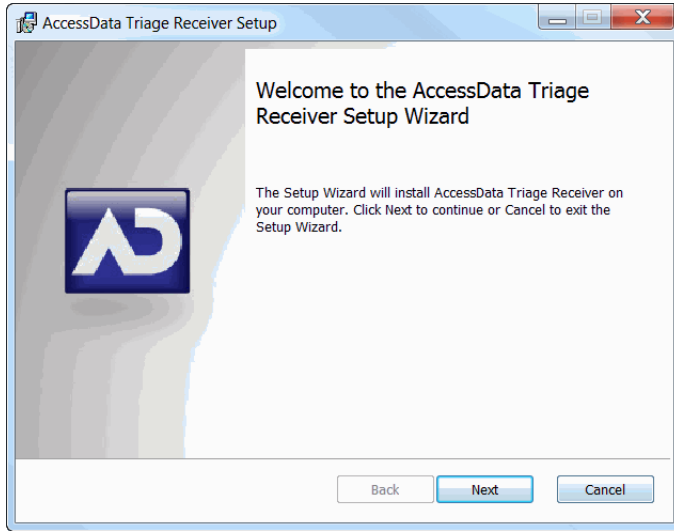 AccessData Triage Receiver Setup
Welcome to the AccessData Triage
Receiver Setup Wizard
The Setup Wizard will install AccessData Triage Receiver on
your computer. Click Next to continue or Cancel to exit the
Setup Wizard.
AD
Back
Next
Cancel